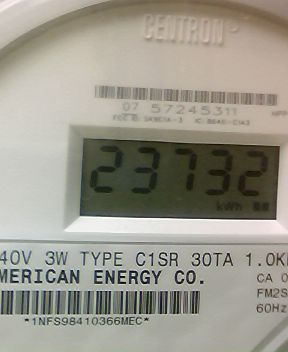 CENTRON
07 57245311
23732
kWh
40V 3W TYPE C1SR 30TA 1.0K
MERICAN ENERGY CO.
CA 0
FM2S
60Hz
*1NFS98410366MEC*